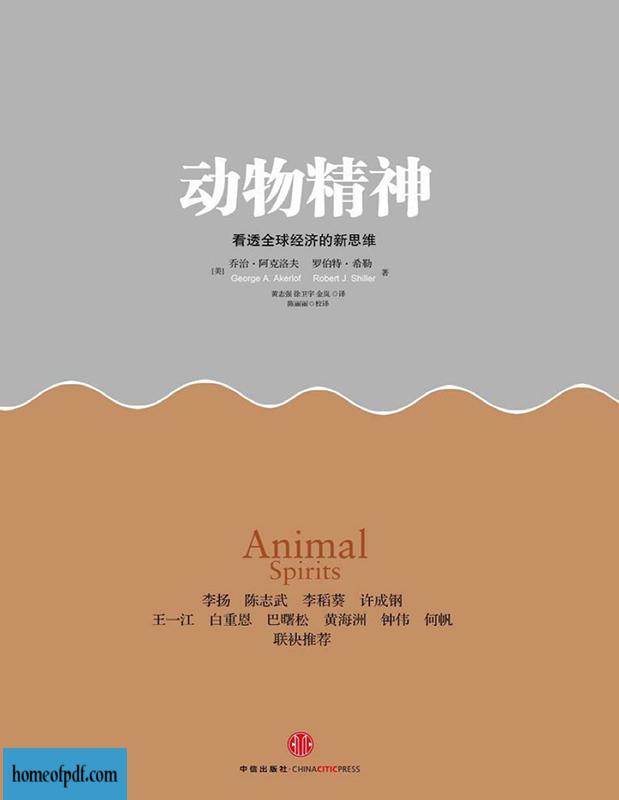 动物精神
看透全球经济的新思维
[美] 乔治·阿克洛夫 罗伯特·希勒 著
George A. Akerlof Robert J. Shiller
黄志强 徐卫宇 金岚◎译
陈丽丽◎校译
Animal
Spirits
李扬 陈志武 李稻葵 许成钢
王一江 白重恩 巴曙松 黄海洲 钟伟 何帆
联袂推荐
中信出版社·CHINACITICPRESS
homeofpdf.com